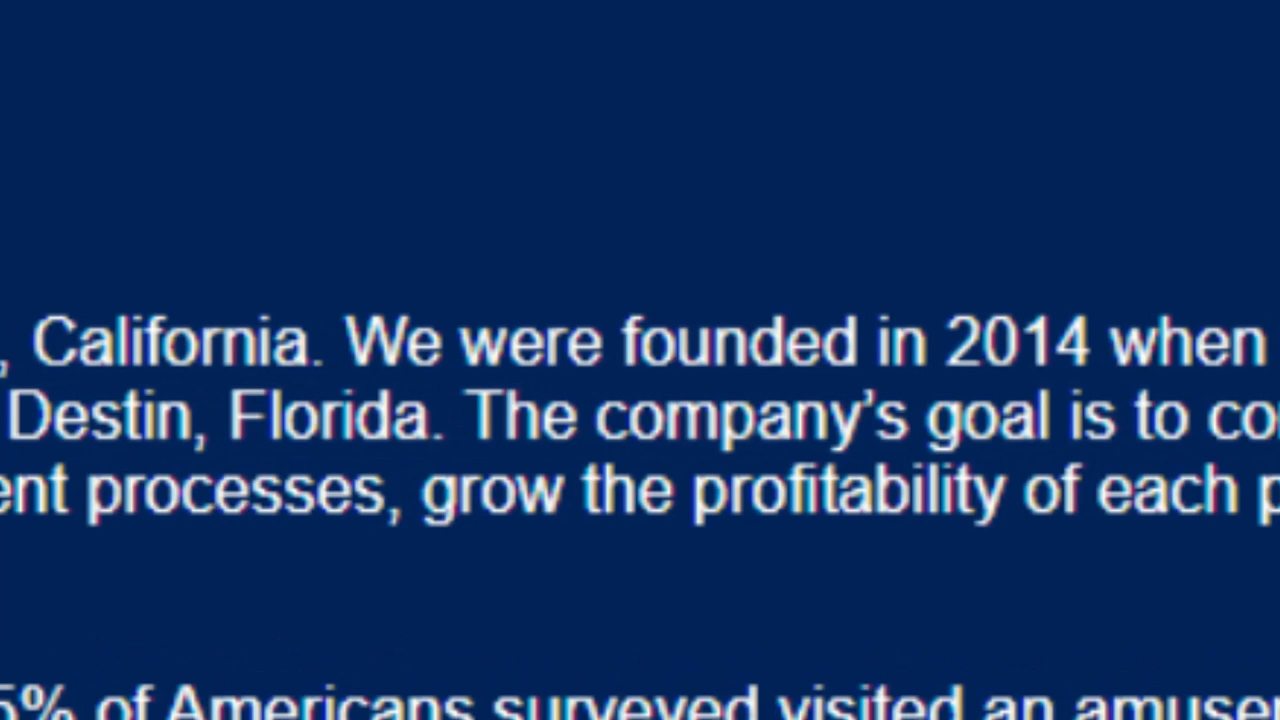 , California. We were founded in 2014 when
Destin, Florida. The company’s goal is to co
ent processes, grow the profitability of each p
5% of Americans surveyed visited an amuse